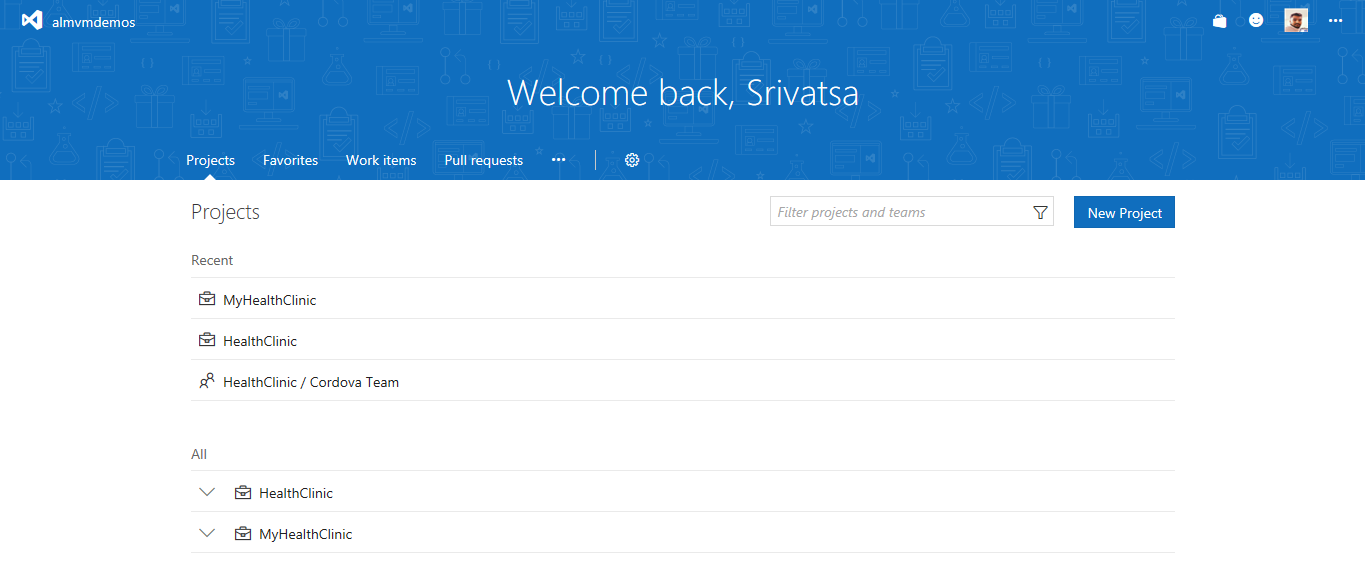 almvmdemos
Welcome back, Srivatsa
Projects Favorites Work items Pull requests
Projects
Filter projects and teams
New Project
Recent
MyHealthClinic
HealthClinic
HealthClinic / Cordova Team
All
HealthClinic
MyHealthClinic